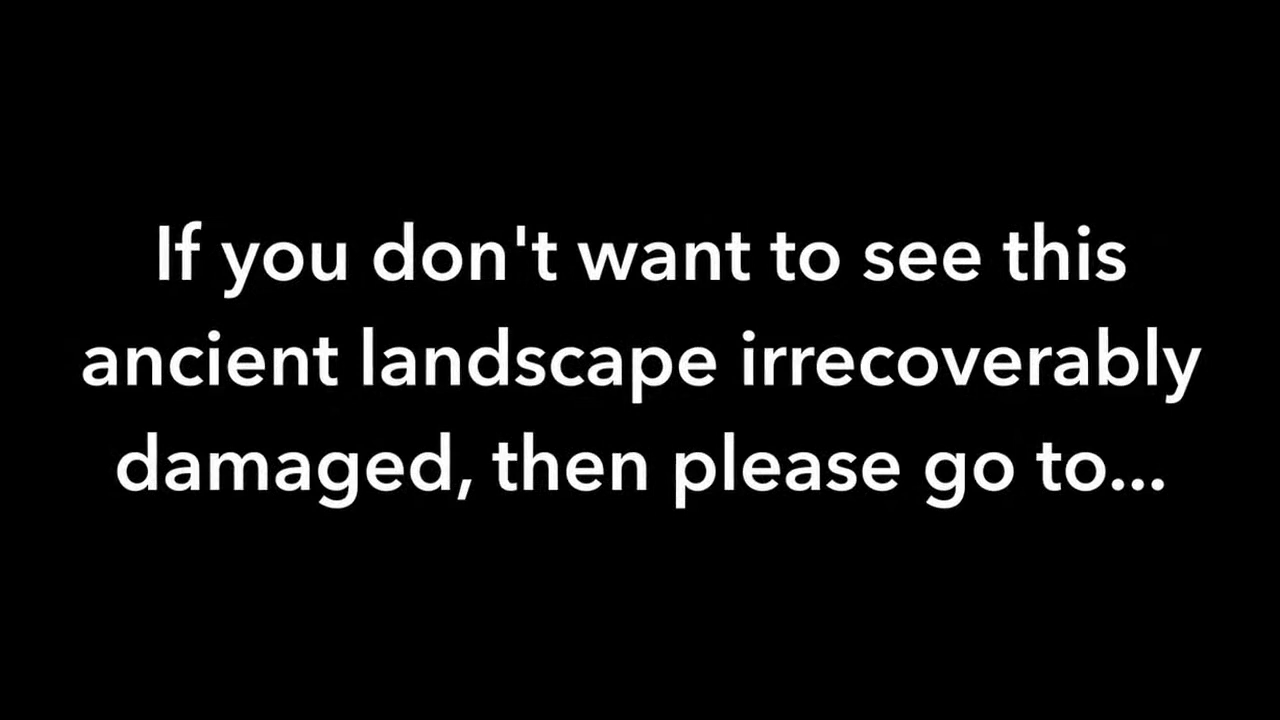 If you don't want to see this
ancient landscape irrecoverably
damaged, then please go to...